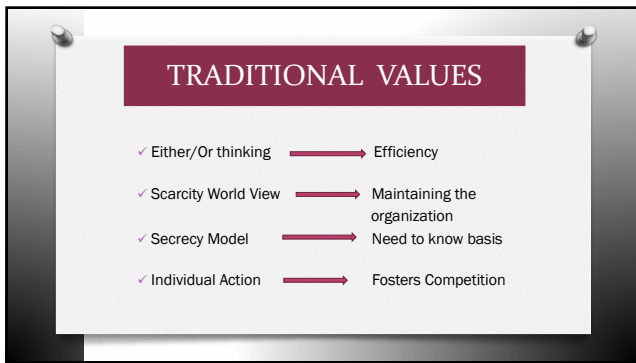 TRADITIONAL VALUES
✓ Either/Or thinking Efficiency
✓ Scarcity World View Maintaining the
organization
✓ Secrecy Model Need to know basis
✓ Individual Action Fosters Competition